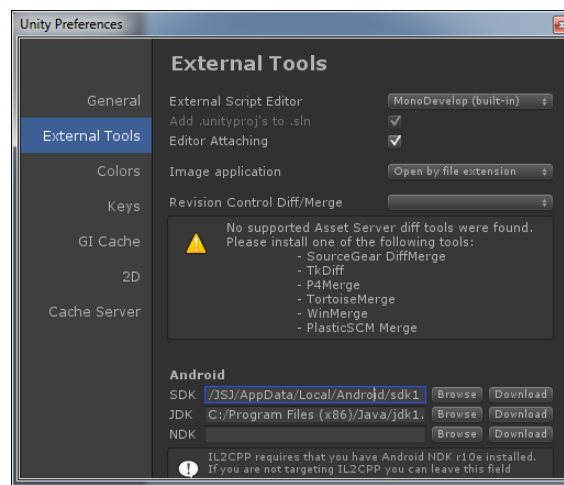 Unity Preferences
External Tools
General
External Tools
Colors
Keys
GI Cache
2D
Cache Server
External Script Editor MonoDevelop (built-in)
Add .unityproj's to .sln
Editor Attaching
Image application Open by file extension
Revision Control Diff/Merge
No supported Asset Server diff tools were found.
Please install one of the following tools:
- SourceGear DiffMerge
- TkDiff
- P4Merge
- TortoiseMerge
- WinMerge
- PlasticSCM Merge
Android
SDK /JSJ/AppData/Local/Android/sdk1 Browse Download
JDK C:/Program Files (x86)/Java/jdk1. Browse Download
NDK Browse Download
IL2CPP requires that you have Android NDK r10e installed.
If you are not targeting IL2CPP you can leave this field